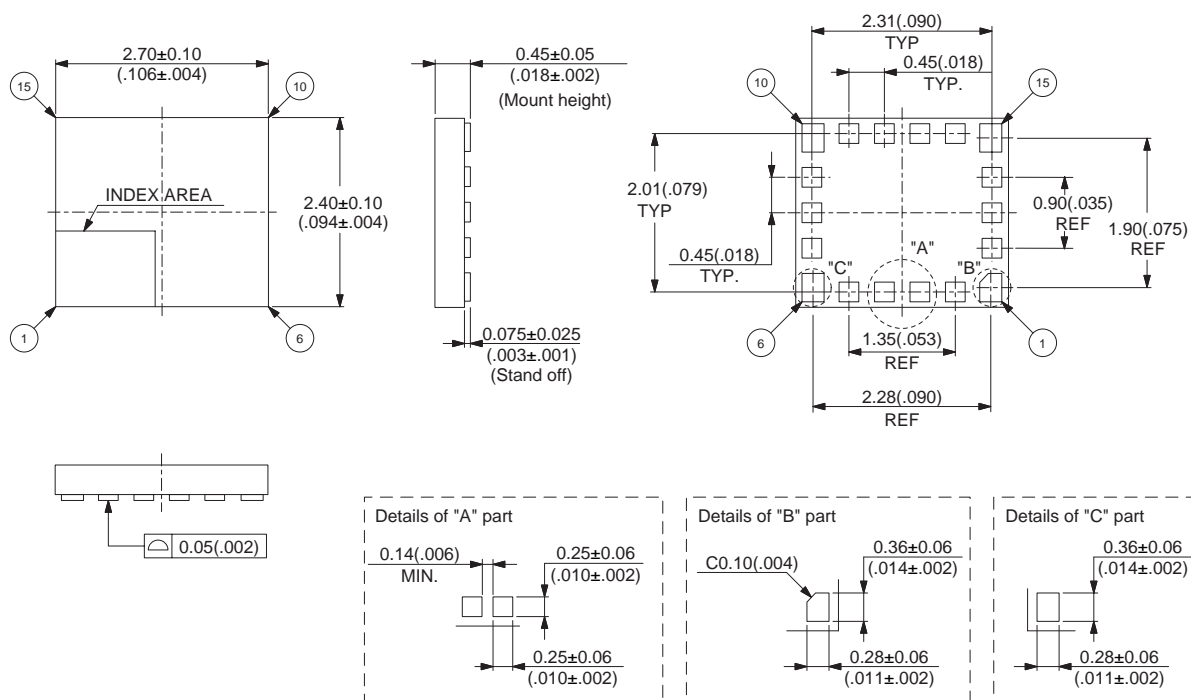 2.70±0.10
(.106±.004)
15
10
INDEX AREA
2.40±0.10
(.094±.004)
1
6
0.45±0.05
(.018±.002)
(Mount height)
0.075±0.025
(.003±.001)
(Stand off)
2.31(.090)
TYP
0.45(.018)
TYP.
10
15
2.01(.079)
TYP
0.90(.035)
REF
1.90(.075)
REF
0.45(.018)
TYP.
"C"
"A"
"B"
6
1
1.35(.053)
REF
2.28(.090)
REF
0.05(.002)
Details of "A" part
0.14(.006)
MIN.
0.25±0.06
(.010±.002)
0.25±0.06
(.010±.002)
Details of "B" part
C0.10(.004)
0.36±0.06
(.014±.002)
0.28±0.06
(.011±.002)
Details of "C" part
0.36±0.06
(.014±.002)
0.28±0.06
(.011±.002)